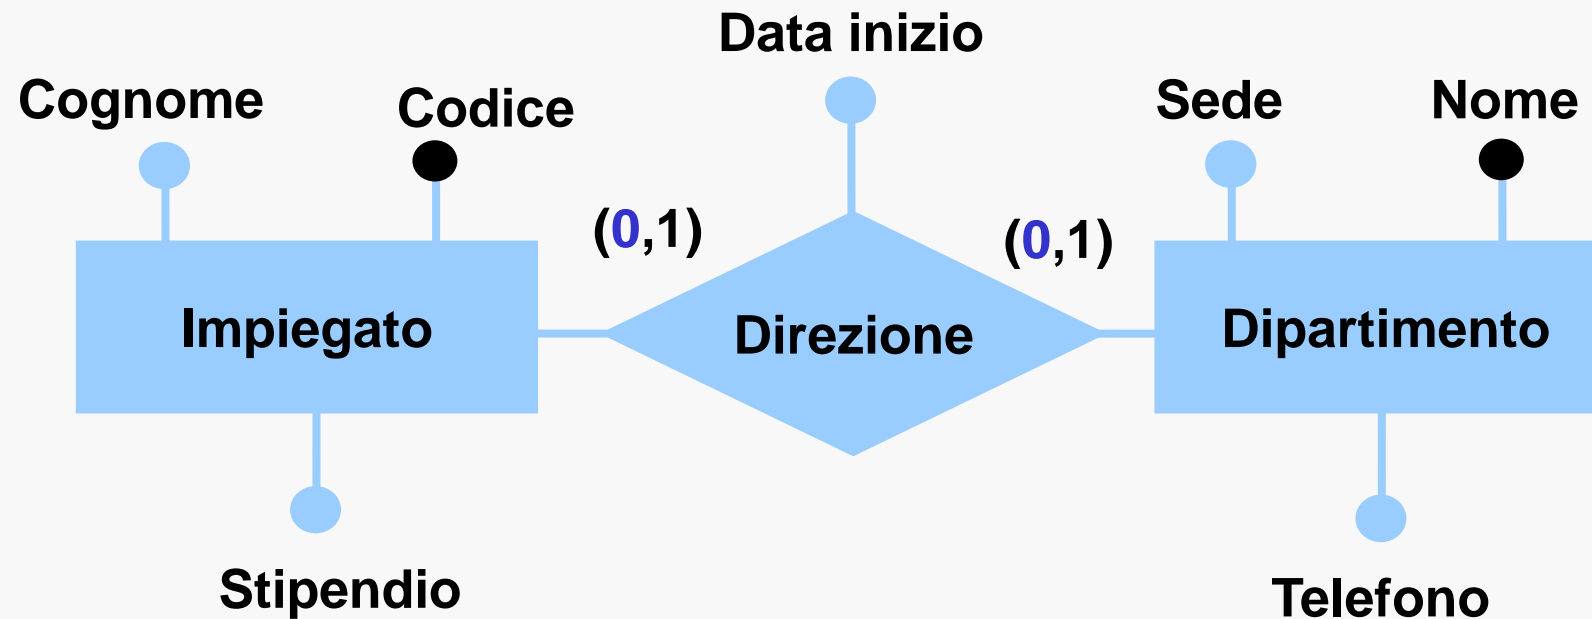 Data inizio
Cognome
Codice
Sede
Nome
(0,1)
(0,1)
Impiegato
Direzione
Dipartimento
Stipendio
Telefono